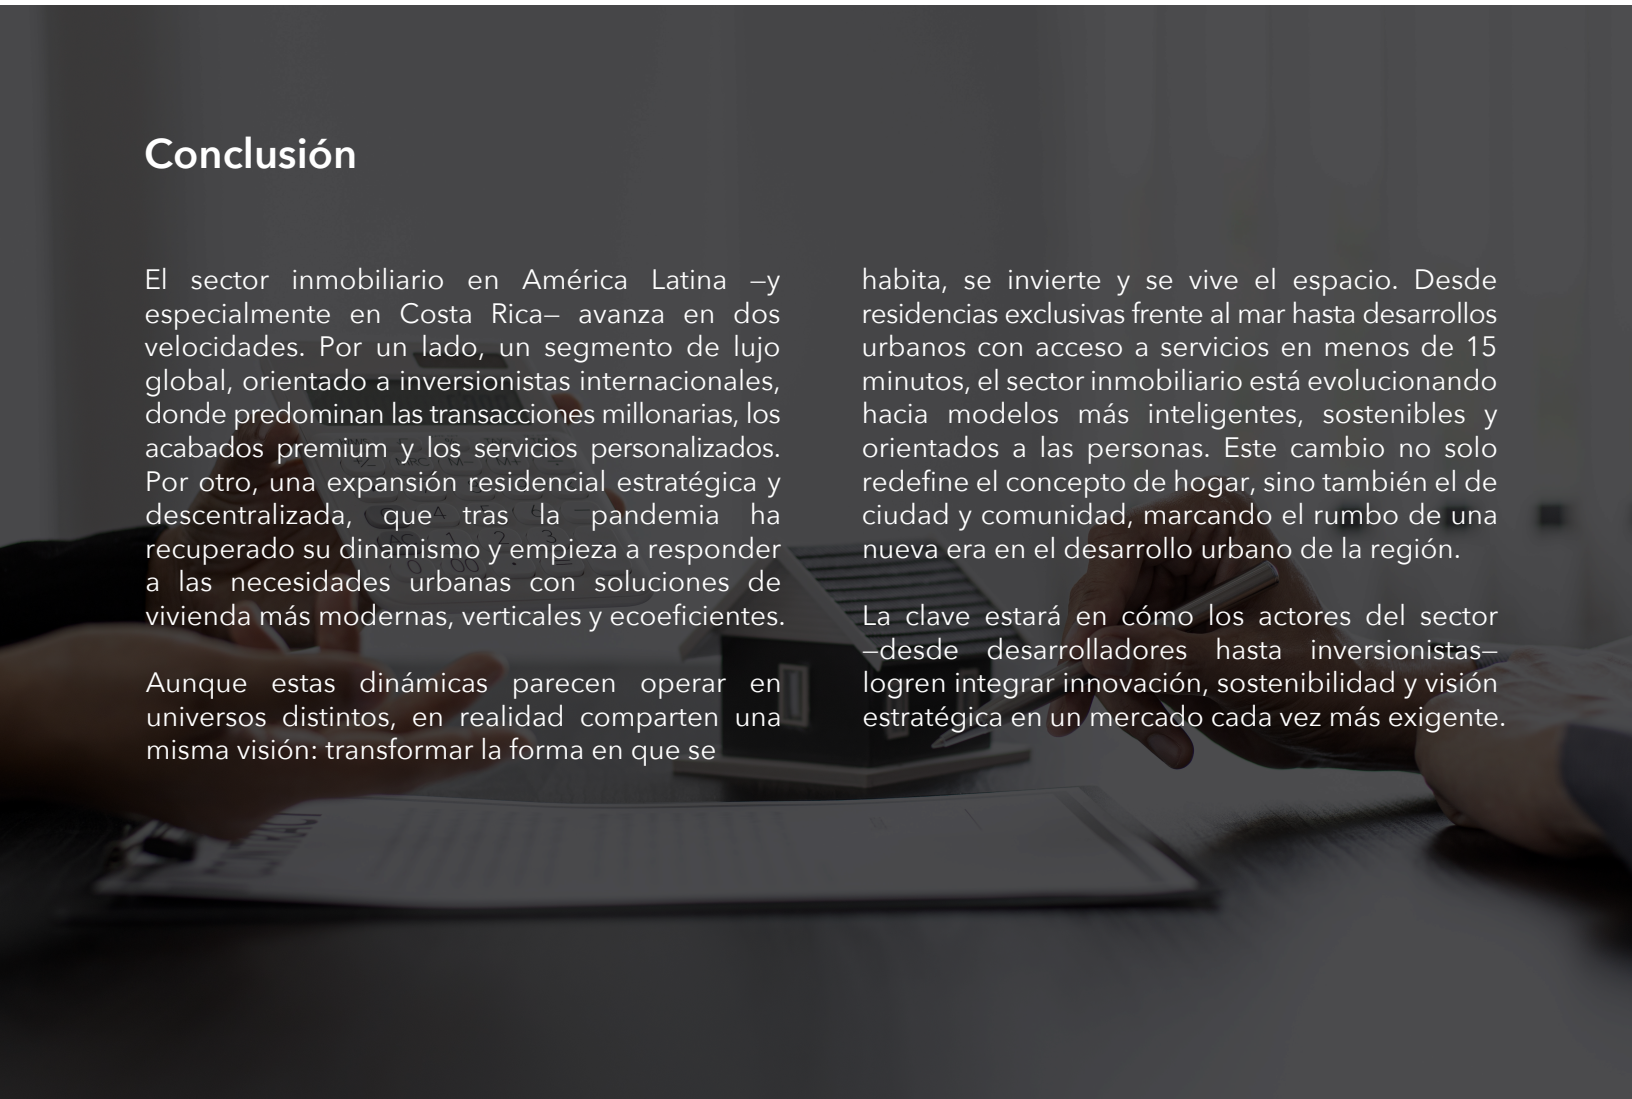 Conclusión
El sector inmobiliario en América Latina –y
especialmente en Costa Rica– avanza en dos
velocidades. Por un lado, un segmento de lujo
global, orientado a inversionistas internacionales,
donde predominan las transacciones millonarias, los
acabados premium y los servicios personalizados.
Por otro, una expansión residencial estratégica y
descentralizada, que tras la pandemia ha
recuperado su dinamismo y empieza a responder
a las necesidades urbanas con soluciones de
vivienda más modernas, verticales y ecoeficientes.
Aunque estas dinámicas parecen operar en
universos distintos, en realidad comparten una
misma visión: transformar la forma en que se
habita, se invierte y se vive el espacio. Desde
residencias exclusivas frente al mar hasta desarrollos
urbanos con acceso a servicios en menos de 15
minutos, el sector inmobiliario está evolucionando
hacia modelos más inteligentes, sostenibles y
orientados a las personas. Este cambio no solo
redefine el concepto de hogar, sino también el de
ciudad y comunidad, marcando el rumbo de una
nueva era en el desarrollo urbano de la región.
La clave estará en cómo los actores del sector
–desde desarrolladores hasta inversionistas–
logren integrar innovación, sostenibilidad y visión
estratégica en un mercado cada vez más exigente.